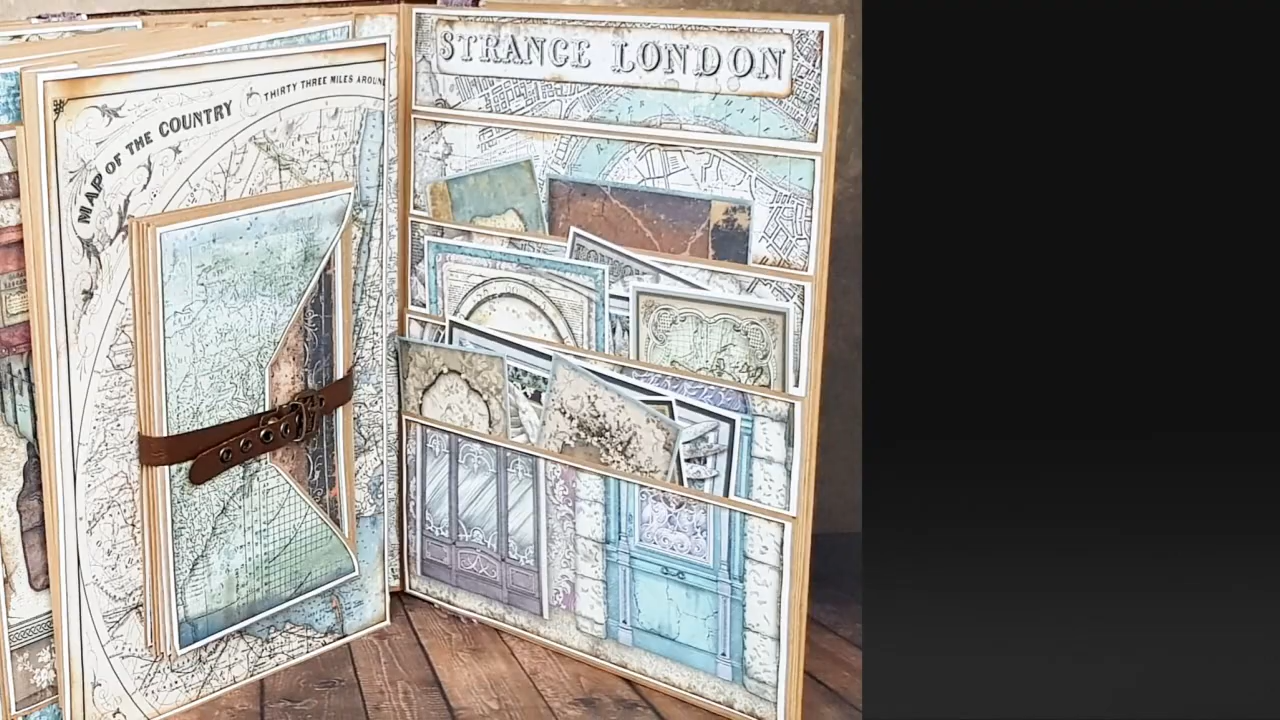 MAP OF THE COUNTRY
THIRTY THREE MILES AROUND
STRANGE LONDON